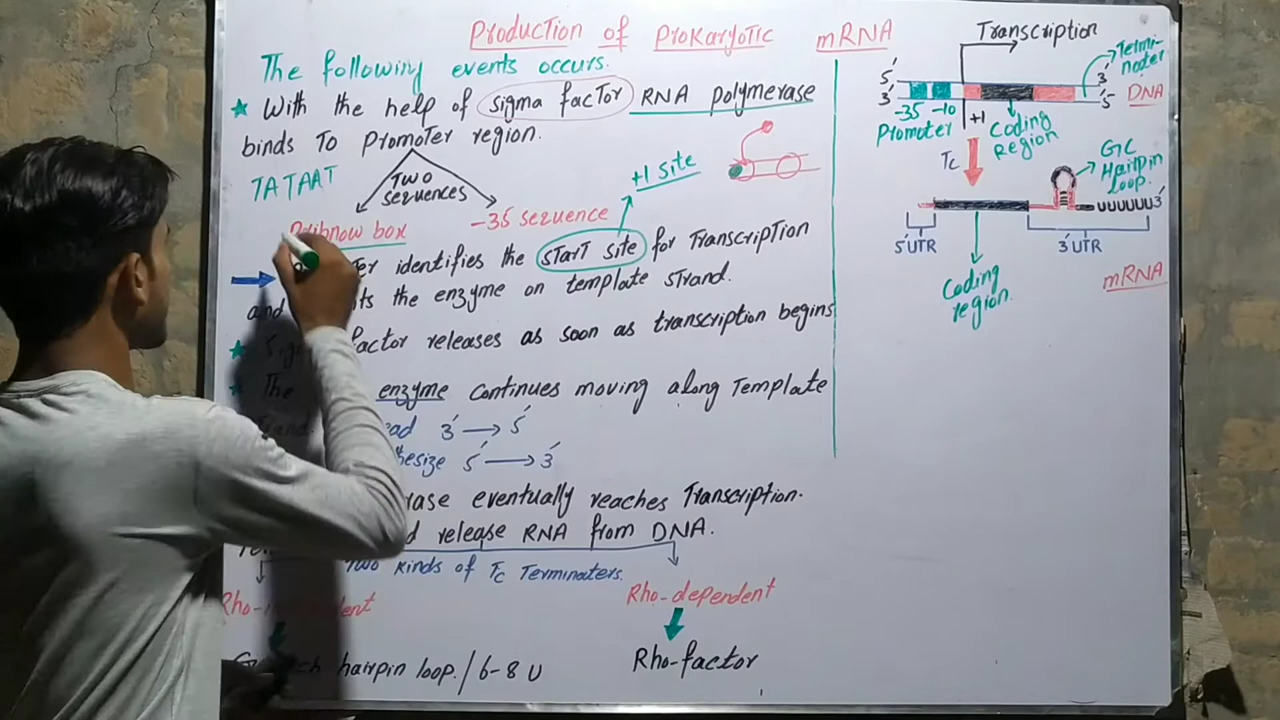 Production of Prokaryotic mRNA
The following events occurs.
★ With the help of sigma factor RNA polymerase
binds To Promoter region.
TATAAT
Two
sequences
Pribnow box
-35 sequence
+1 site
identifies the start site for Transcription
and the enzyme on template strand.
★ factor releases as soon as transcription begins
★ The enzyme continues moving along Template
3' → 5'
5' → 3'
eventually reaches Transcription.
release RNA from DNA.
Two kinds of Tc Terminaters.
Rho-dependent
hairpin loop./6-8 U
Rho-factor
Transcription
Termi-
nater
5'
3'
3'
5'
DNA
-35 -10
+1
Promoter
Coding
Region
Tc
GC
Hairpin
loop.
UUUUUU3'
5'UTR
3'UTR
Coding
region.
mRNA